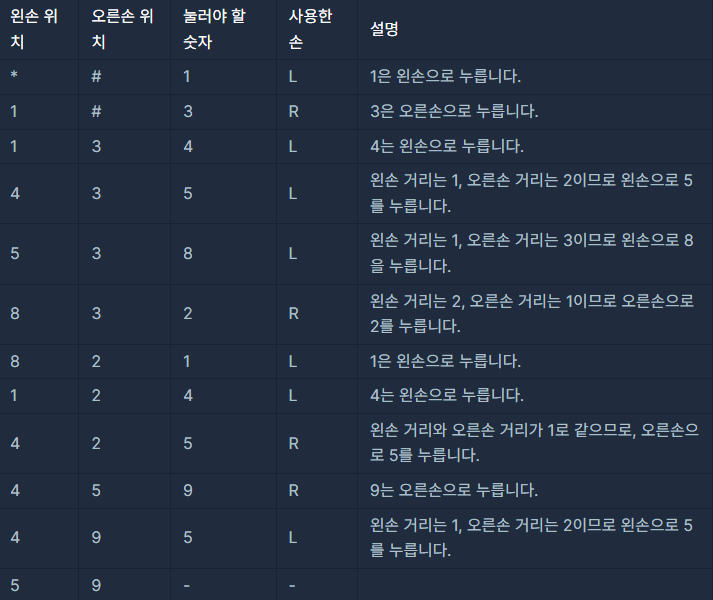 왼손 위치 오른손 위치 눌러야 할 숫자 사용한 손 설명
* # 1 L 1은 왼손으로 누릅니다.
1 # 3 R 3은 오른손으로 누릅니다.
1 3 4 L 4는 왼손으로 누릅니다.
4 3 5 L 왼손 거리는 1, 오른손 거리는 2이므로 왼손으로 5
를 누릅니다.
5 3 8 L 왼손 거리는 1, 오른손 거리는 3이므로 왼손으로 8
을 누릅니다.
8 3 2 R 왼손 거리는 2, 오른손 거리는 1이므로 오른손으로
2를 누릅니다.
8 2 1 L 1은 왼손으로 누릅니다.
1 2 4 L 4는 왼손으로 누릅니다.
4 2 5 R 왼손 거리와 오른손 거리가 1로 같으므로, 오른손으
로 5를 누릅니다.
4 5 9 R 9는 오른손으로 누릅니다.
4 9 5 L 왼손 거리는 1, 오른손 거리는 2이므로 왼손으로 5
를 누릅니다.
5 9 - -